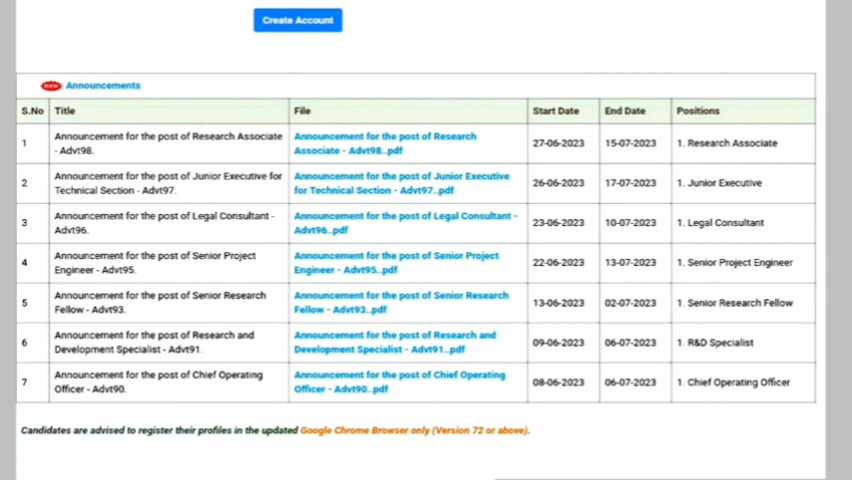 Create Account
new Announcements
S.No Title File Start Date End Date Positions
1 Announcement for the post of Research Associate - Advt98. Announcement for the post of Research Associate - Advt98..pdf 27-06-2023 15-07-2023 1. Research Associate
2 Announcement for the post of Junior Executive for Technical Section - Advt97. Announcement for the post of Junior Executive for Technical Section - Advt97..pdf 26-06-2023 17-07-2023 1. Junior Executive
3 Announcement for the post of Legal Consultant - Advt96. Announcement for the post of Legal Consultant - Advt96..pdf 23-06-2023 10-07-2023 1. Legal Consultant
4 Announcement for the post of Senior Project Engineer - Advt95. Announcement for the post of Senior Project Engineer - Advt95..pdf 22-06-2023 13-07-2023 1. Senior Project Engineer
5 Announcement for the post of Senior Research Fellow - Advt93. Announcement for the post of Senior Research Fellow - Advt93..pdf 13-06-2023 02-07-2023 1. Senior Research Fellow
6 Announcement for the post of Research and Development Specialist - Advt91. Announcement for the post of Research and Development Specialist - Advt91..pdf 09-06-2023 06-07-2023 1. R&D Specialist
7 Announcement for the post of Chief Operating Officer - Advt90. Announcement for the post of Chief Operating Officer - Advt90..pdf 08-06-2023 06-07-2023 1. Chief Operating Officer
Candidates are advised to register their profiles in the updated Google Chrome Browser only (Version 72 or above).